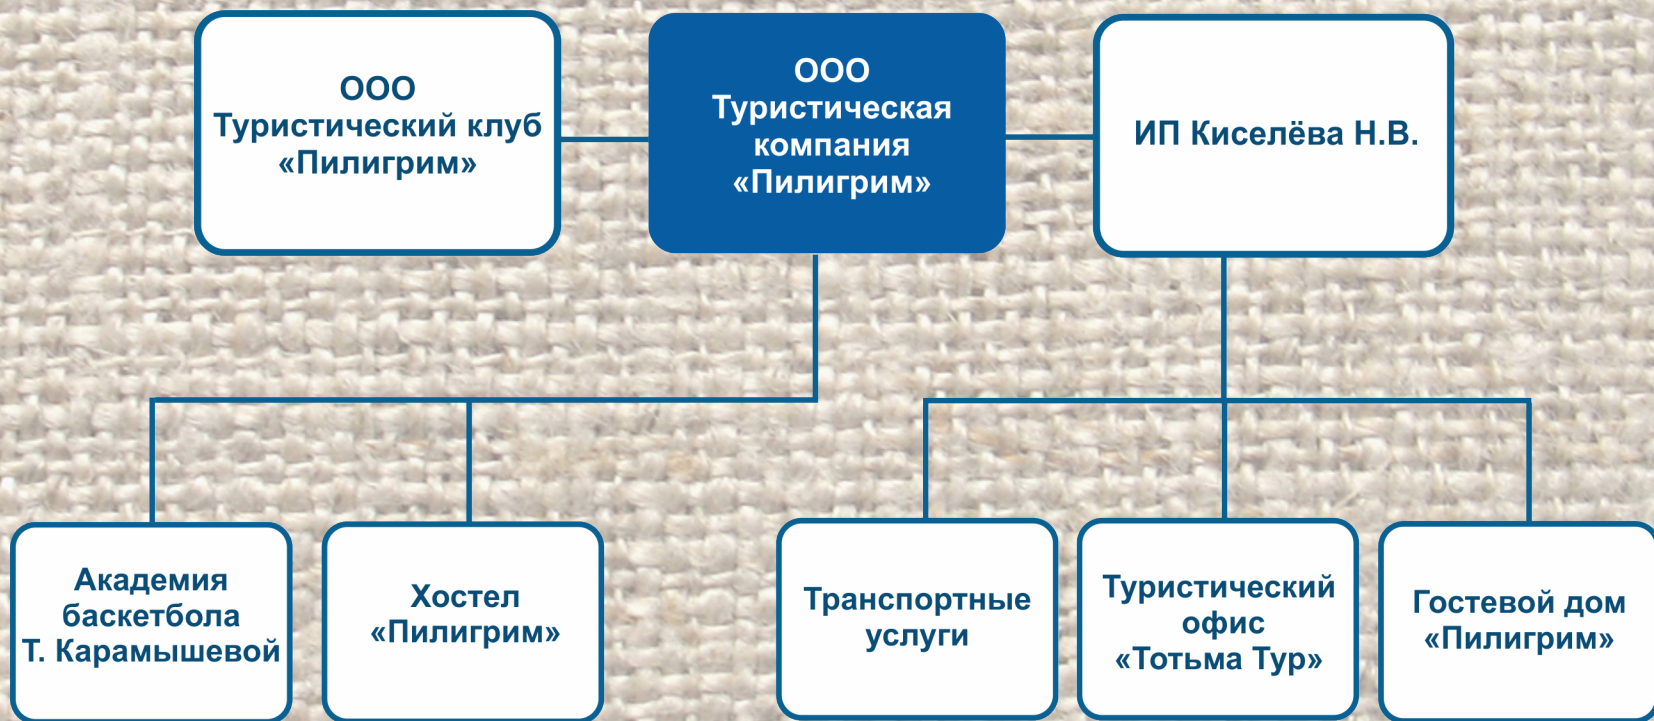 ООО
Туристический клуб
«Пилигрим»
ООО
Туристическая
компания
«Пилигрим»
ИП Киселёва Н.В.
Академия
баскетбола
Т. Карамышевой
Хостел
«Пилигрим»
Транспортные
услуги
Туристический
офис
«Тотьма Тур»
Гостевой дом
«Пилигрим»